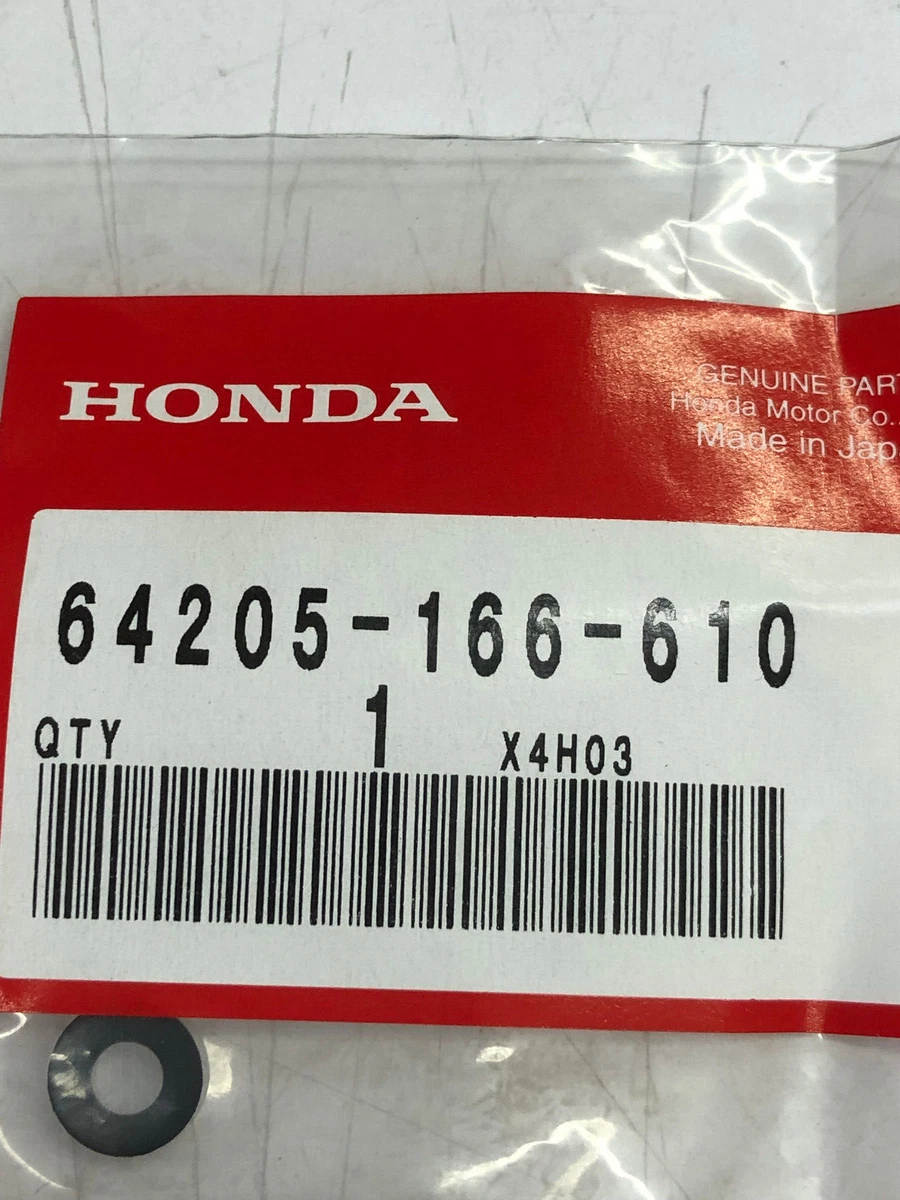 HONDA
GENUINE PART
Honda Motor Co.,
Made in Jap
64205-166-610
QTY 1 X4H03